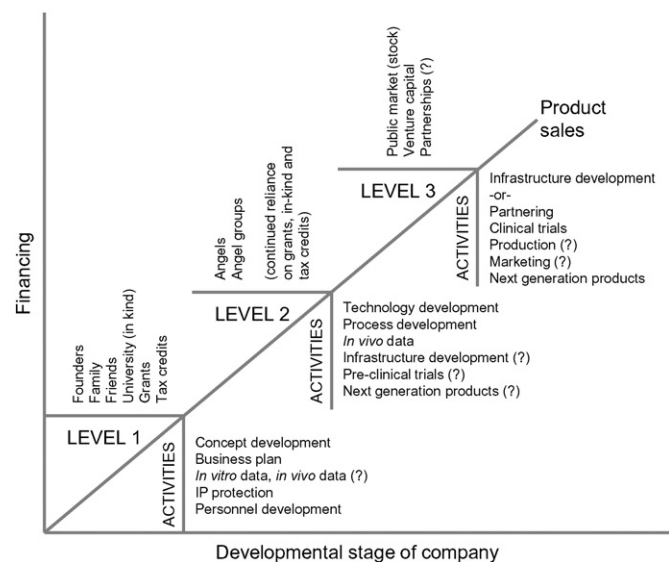 Public market (stock)
Venture capital
Partnerships (?)
Product
sales
LEVEL 3
ACTIVITIES
Infrastructure development
-or-
Partnering
Clinical trials
Production (?)
Marketing (?)
Next generation products
Angels
Angel groups
(continued reliance
on grants, in-kind and
tax credits)
LEVEL 2
ACTIVITIES
Technology development
Process development
In vivo data
Infrastructure development (?)
Pre-clinical trials (?)
Next generation products (?)
Financing
Founders
Family
Friends
University (in kind)
Grants
Tax credits
LEVEL 1
ACTIVITIES
Concept development
Business plan
In vitro data, in vivo data (?)
IP protection
Personnel development
Developmental stage of company